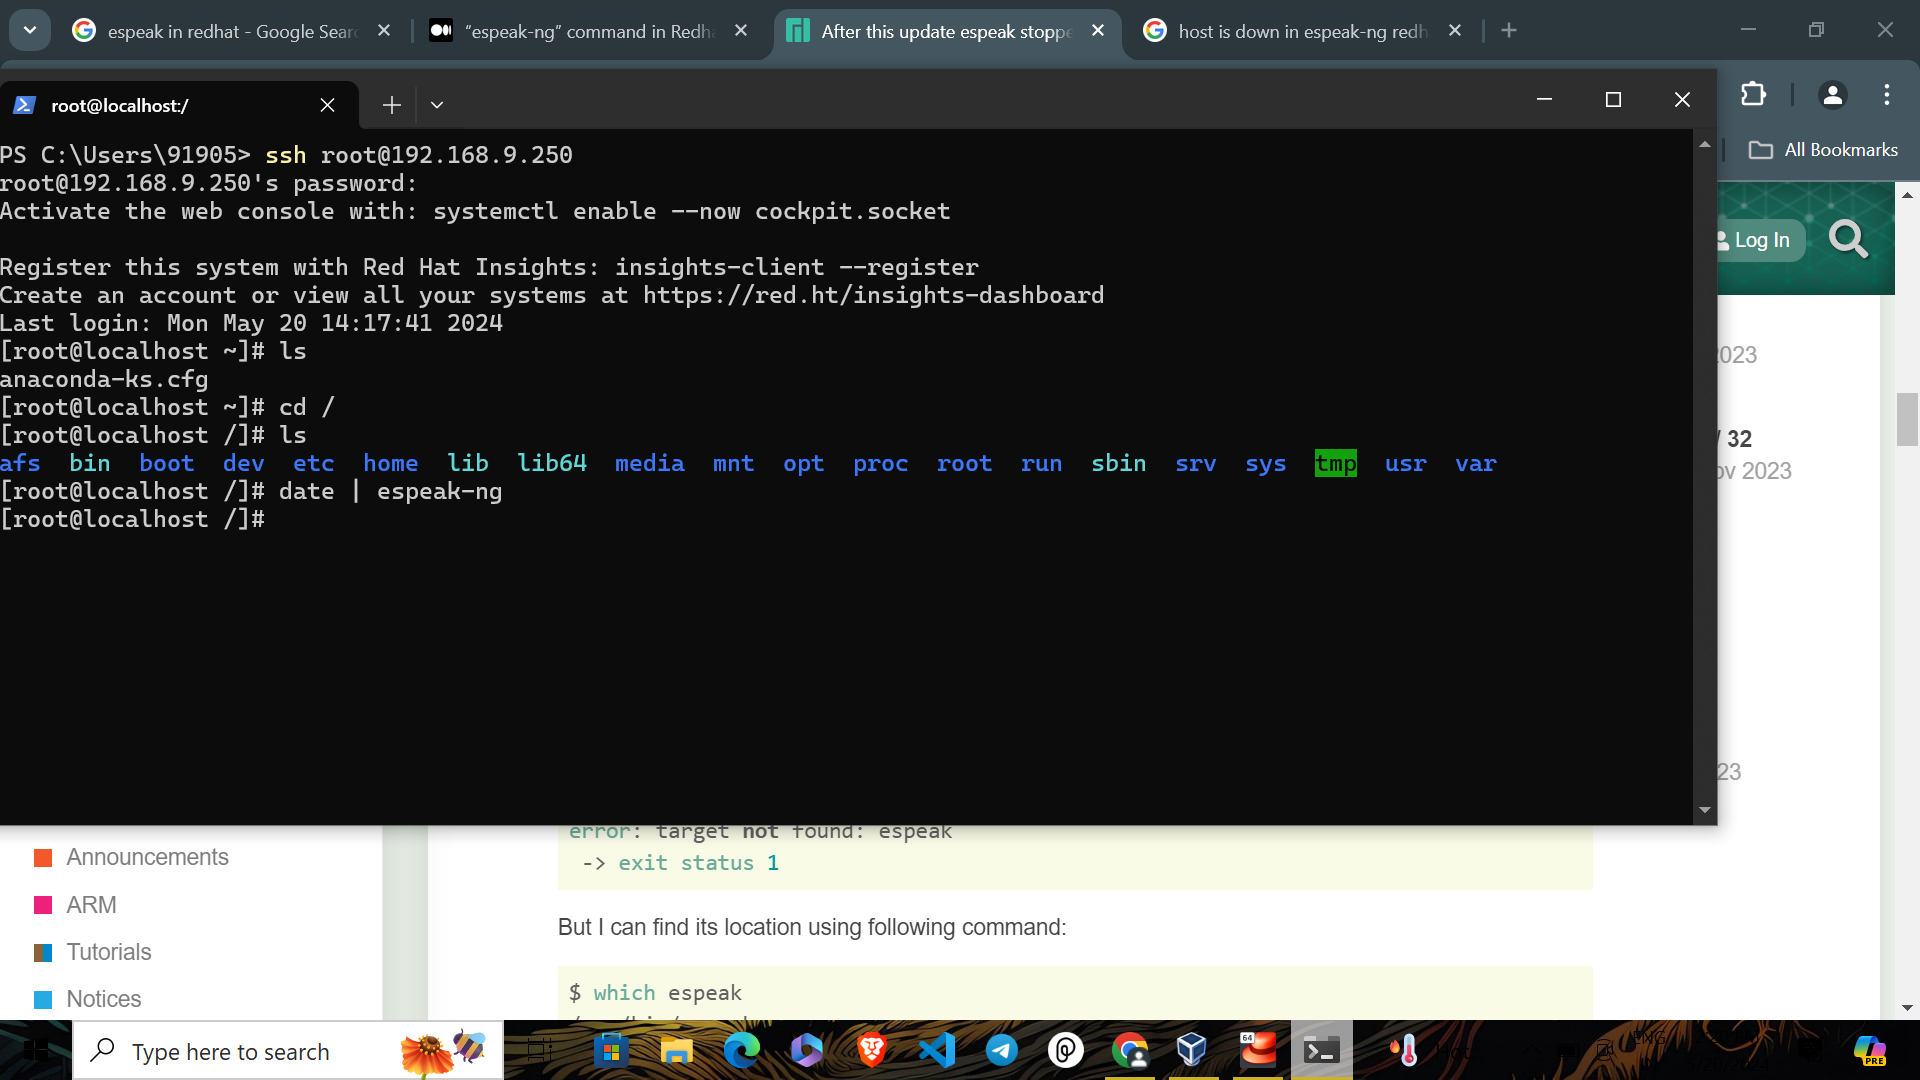 espeak in redhat - Google Sear
"espeak-ng" command in Redha
After this update espeak stoppe
host is down in espeak-ng redh
root@localhost:/
All Bookmarks
PS C:\Users\91905> ssh root@192.168.9.250
root@192.168.9.250's password:
Activate the web console with: systemctl enable --now cockpit.socket
Log In
Register this system with Red Hat Insights: insights-client --register
Create an account or view all your systems at https://red.ht/insights-dashboard
Last login: Mon May 20 14:17:41 2024
[root@localhost ~]# ls
2023
anaconda-ks.cfg
[root@localhost ~]# cd /
[root@localhost /]# ls
/ 32
afs bin boot dev etc home lib lib64 media mnt opt proc root run sbin srv sys tmp usr var
ov 2023
[root@localhost /]# date | espeak-ng
[root@localhost /]#
23
error: target not found: espeak
-> exit status 1
Announcements
ARM
Tutorials
Notices
But I can find its location using following command:
$ which espeak
Type here to search
64
ENG
PRE